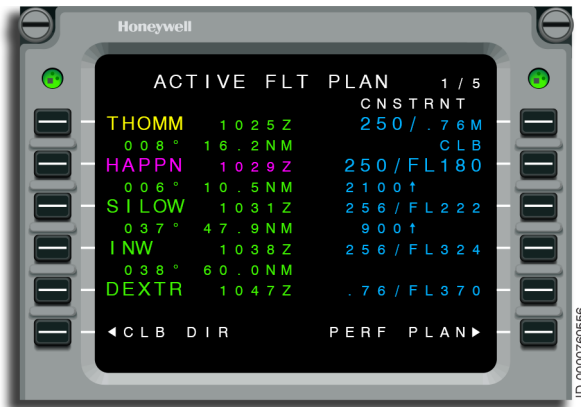 Honeywell
ACTIVE FLT PLAN 1/5
CNSTRNT
THOMM 1025Z 250/.76M
008° 16.2NM CLB
HAPPN 1029Z 250/FL180
006° 10.5NM 2100↑
SILOW 1031Z 256/FL222
037° 47.9NM 900↑
INW 1038Z 256/FL324
038° 60.0NM
DEXTR 1047Z .76/FL370
◀CLB DIR PERF PLAN▶